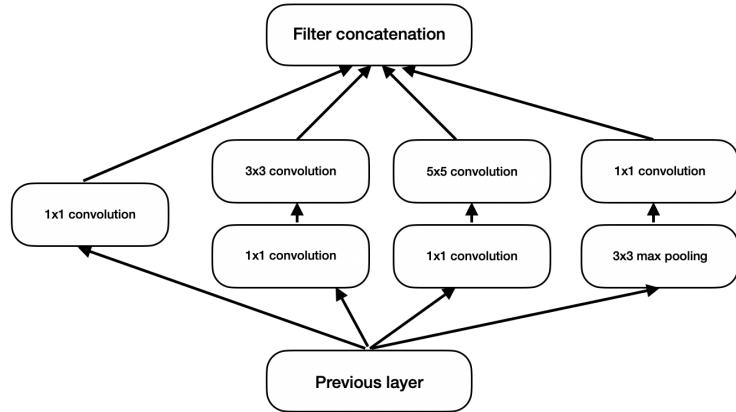 Filter concatenation
3x3 convolution
5x5 convolution
1x1 convolution
1x1 convolution
1x1 convolution
1x1 convolution
3x3 max pooling
Previous layer